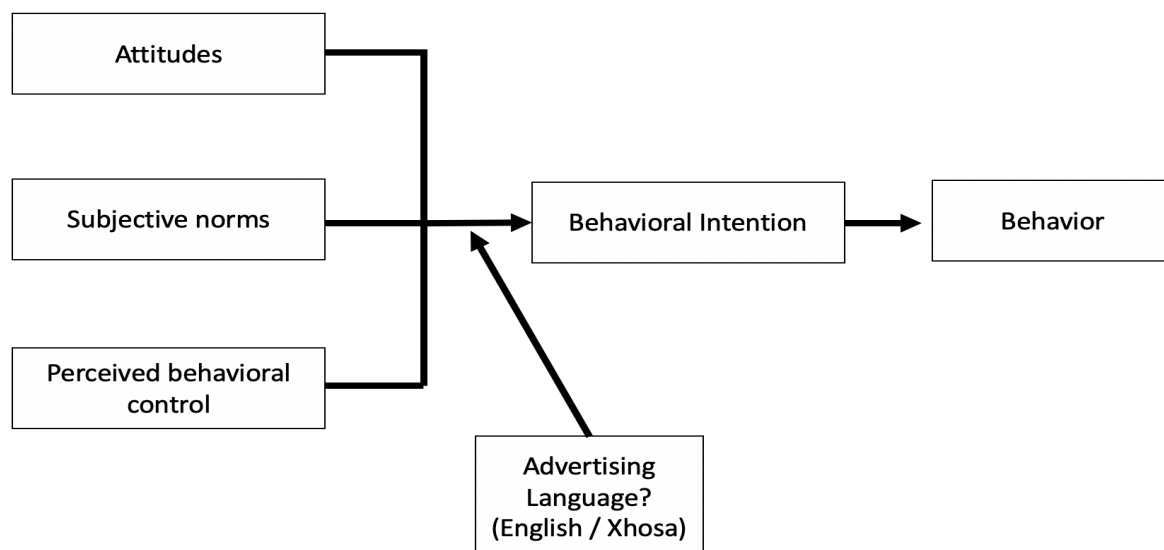 Attitudes
Subjective norms
Behavioral Intention
Behavior
Perceived behavioral
control
Advertising
Language?
(English / Xhosa)